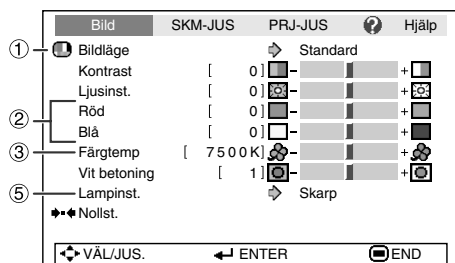 Bild SKM-JUS PRJ-JUS ? Hjälp
① Bildläge Standard
Kontrast [ 0] - +
Ljusinst. [ 0] - +
② Röd [ 0] - +
Blå [ 0] - +
③ Färgtemp [ 7500K] - +
Vit betoning [ 1] - +
⑤ Lampinst. Skarp
Nollst.
VÄL/JUS. ENTER END